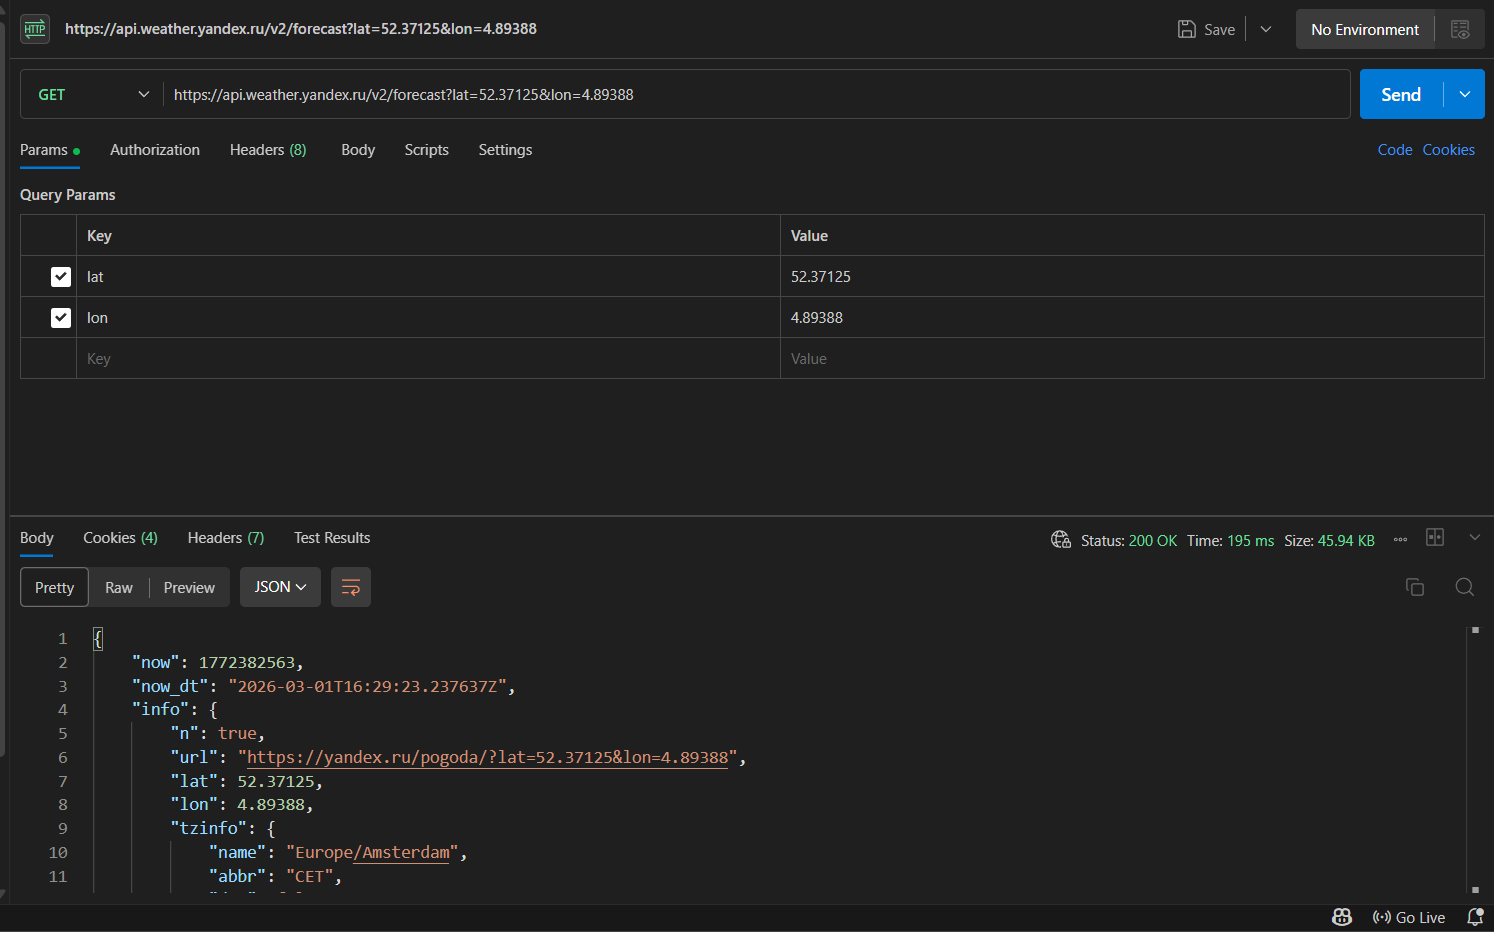 HTTP https://api.weather.yandex.ru/v2/forecast?lat=52.37125&lon=4.89388 Save No Environment
GET https://api.weather.yandex.ru/v2/forecast?lat=52.37125&lon=4.89388 Send
Params Authorization Headers (8) Body Scripts Settings Code Cookies
Query Params
Key Value
lat 52.37125
lon 4.89388
Key Value
Body Cookies (4) Headers (7) Test Results Status: 200 OK Time: 195 ms Size: 45.94 KB
Pretty Raw Preview JSON
1 {
2 "now": 1772382563,
3 "now_dt": "2026-03-01T16:29:23.237637Z",
4 "info": {
5 "n": true,
6 "url": "https://yandex.ru/pogoda/?lat=52.37125&lon=4.89388",
7 "lat": 52.37125,
8 "lon": 4.89388,
9 "tzinfo": {
10 "name": "Europe/Amsterdam",
11 "abbr": "CET",
Go Live